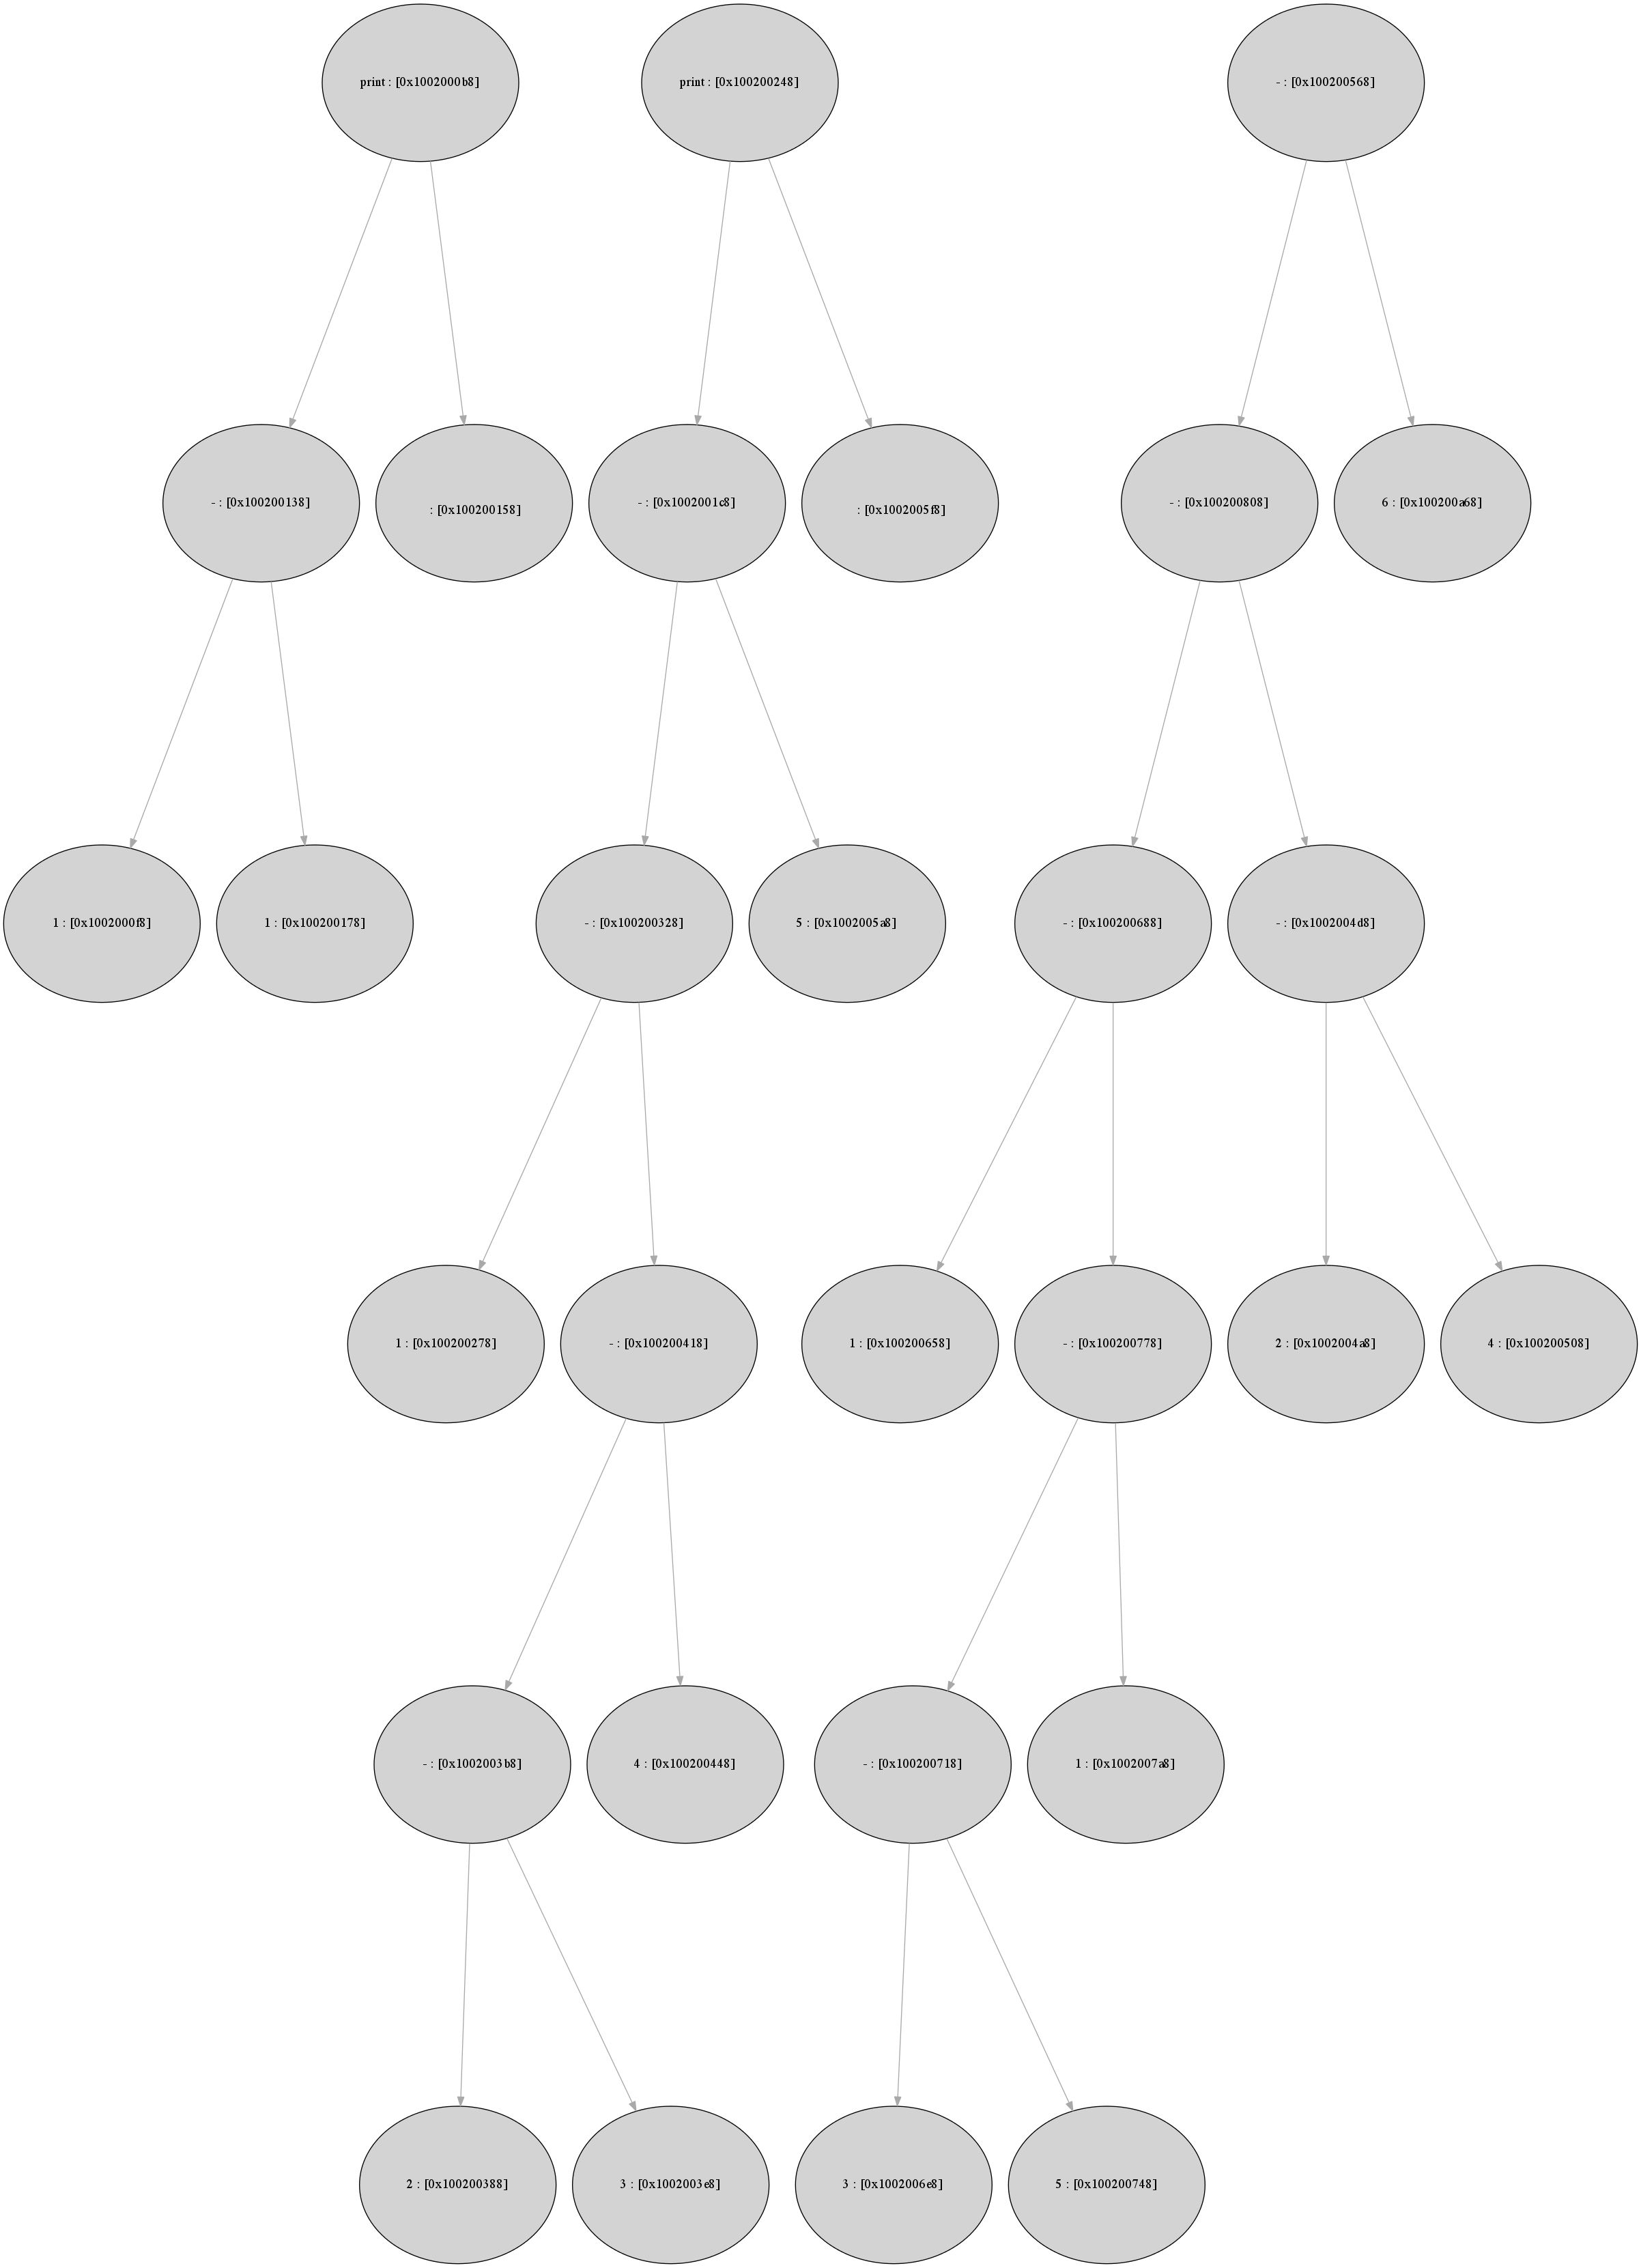 print : [0x1002000b8]
print : [0x100200248]
- : [0x100200568]
- : [0x100200138]
: [0x100200158]
- : [0x1002001c8]
: [0x1002005f8]
- : [0x100200808]
6 : [0x100200a68]
1 : [0x1002000f8]
1 : [0x100200178]
- : [0x100200328]
5 : [0x1002005a8]
- : [0x100200688]
- : [0x1002004d8]
1 : [0x100200278]
- : [0x100200418]
1 : [0x100200658]
- : [0x100200778]
2 : [0x1002004a8]
4 : [0x100200508]
- : [0x1002003b8]
4 : [0x100200448]
- : [0x100200718]
1 : [0x1002007a8]
2 : [0x100200388]
3 : [0x1002003e8]
3 : [0x1002006e8]
5 : [0x100200748]